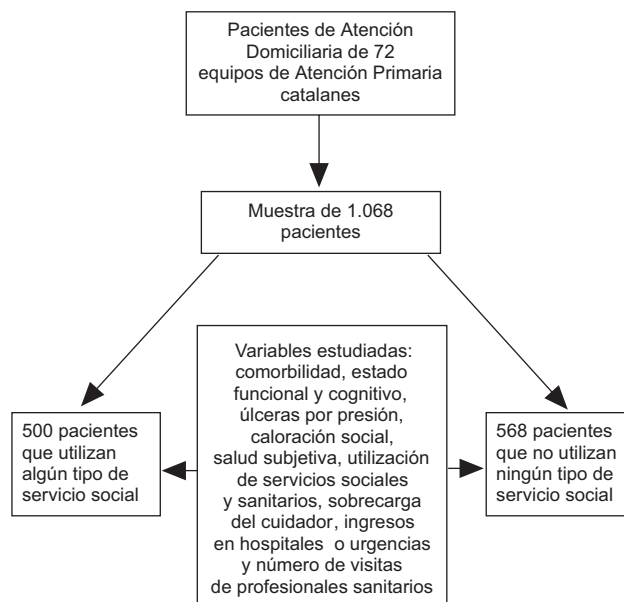 Pacientes de Atención
Domiciliaria de 72
equipos de Atención Primaria
catalanes
Muestra de 1.068
pacientes
500 pacientes
que utilizan
algún tipo de
servicio social
Variables estudiadas:
comorbilidad, estado
funcional y cognitivo,
úlceras por presión,
caloración social,
salud subjetiva, utilización
de servicios sociales
y sanitarios, sobrecarga
del cuidador, ingresos
en hospitales o urgencias
y número de visitas
de profesionales sanitarios
568 pacientes
que no utilizan
ningún tipo de
servicio social